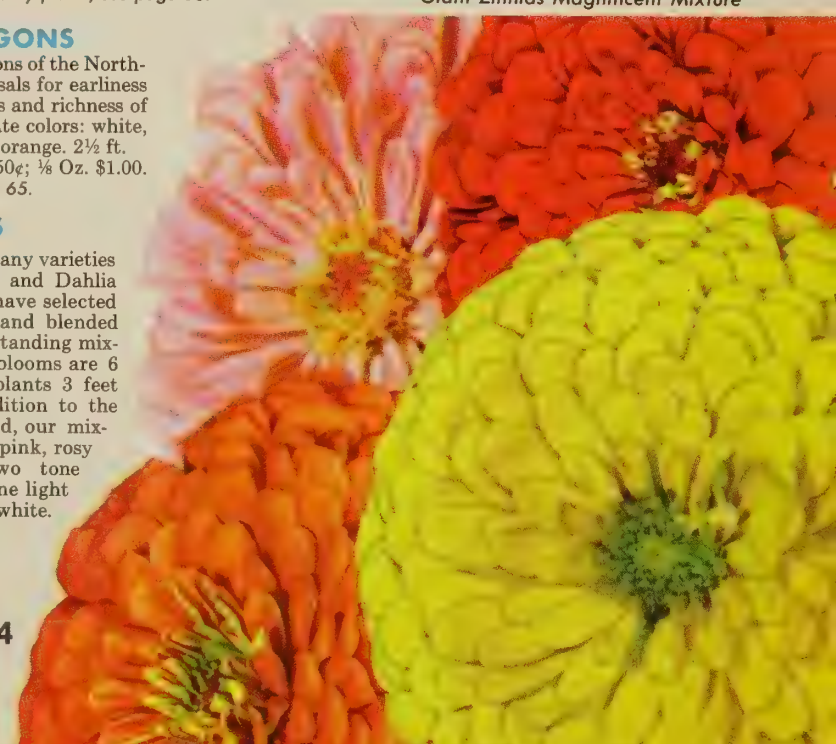 Giant Zinnias Magnificent Mixture
GONS
ons of the North-
sals for earliness
s and richness of
te colors: white,
orange. 2½ ft.
50¢; ⅛ Oz. $1.00.
65.
S
any varieties
and Dahlia
have selected
and blended
tanding mix-
blooms are 6
plants 3 feet
dition to the
d, our mix-
pink, rosy
wo tone
ne light
white.
4